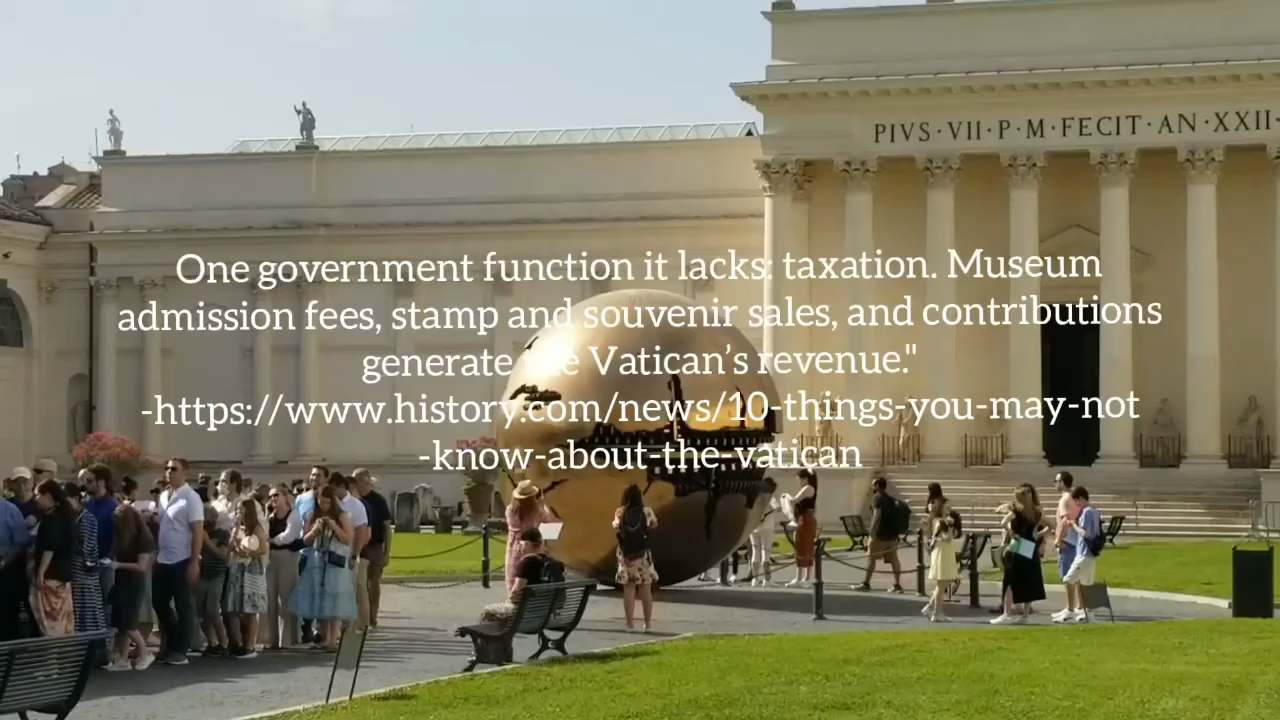 PIVS·VII·P·M·FECIT·AN·XXII·
One government function it lacks: taxation. Museum
admission fees, stamp and souvenir sales, and contributions
generate the Vatican’s revenue."
-https://www.history.com/news/10-things-you-may-not
-know-about-the-vatican